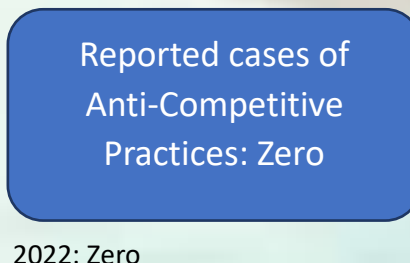 Reported cases of
Anti-Competitive
Practices: Zero
2022: Zero